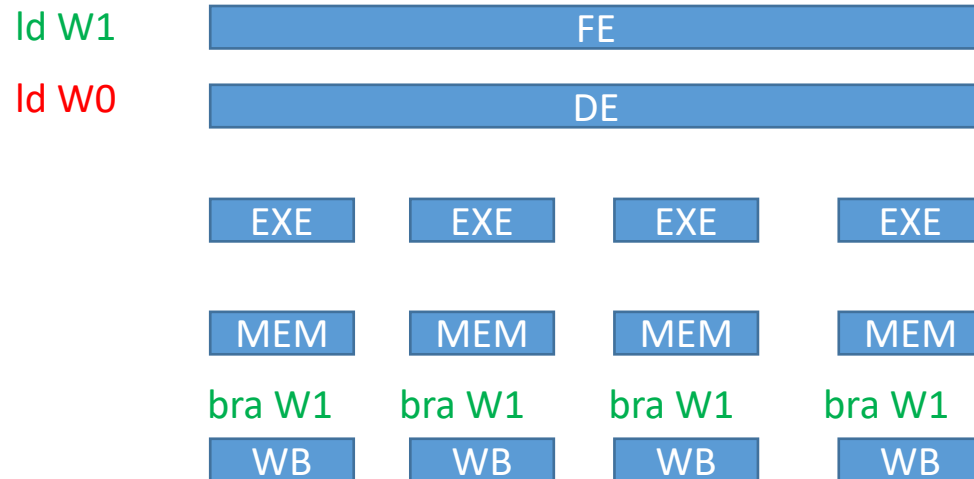 ld W1 FE
ld W0 DE
EXE EXE EXE EXE
MEM MEM MEM MEM
bra W1 bra W1 bra W1 bra W1
WB WB WB WB